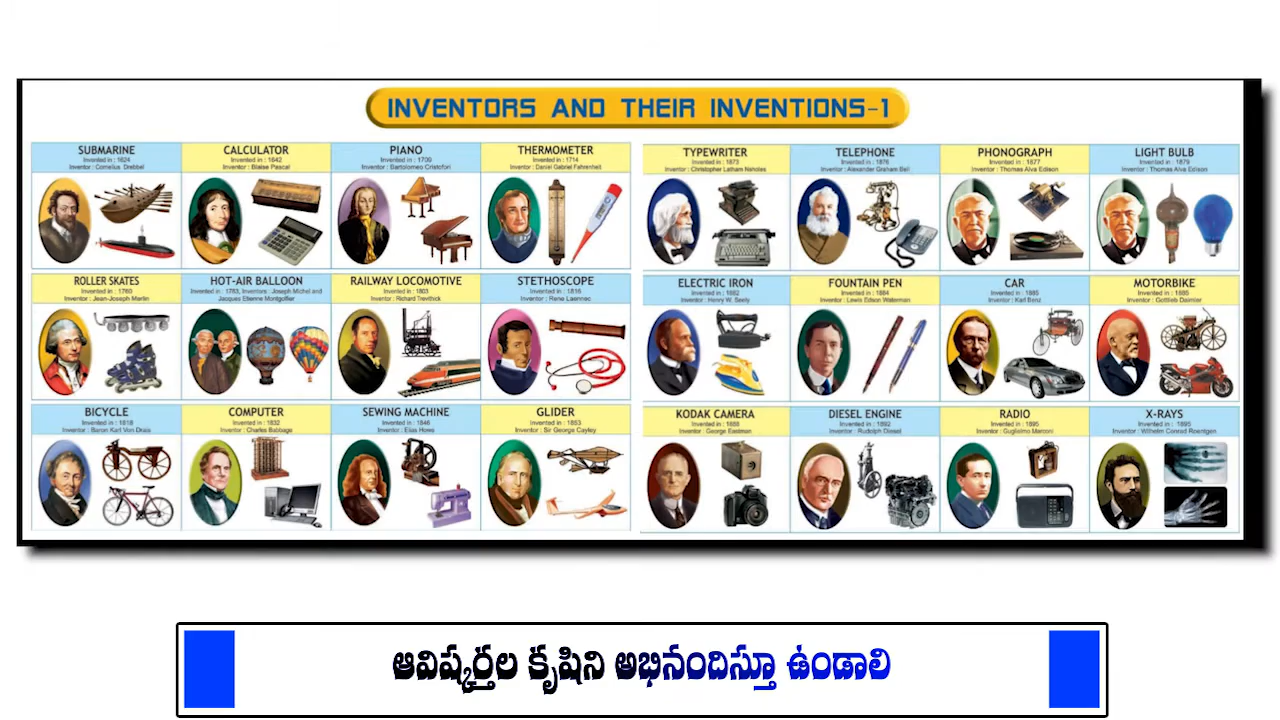 INVENTORS AND THEIR INVENTIONS-1
SUBMARINE
Invented in : 1624
Inventor : Cornelius Drebbel
CALCULATOR
Invented in : 1642
Inventor : Blaise Pascal
PIANO
Invented in : 1700
Inventor : Bartolomeo Cristofori
THERMOMETER
Invented in : 1714
Inventor : Daniel Gabriel Fahrenheit
TYPEWRITER
Invented in : 1873
Inventor : Christopher Latham
TELEPHONE
Invented in : 1876
Inventor : Alexander Graham Bell
PHONOGRAPH
Invented in : 1877
Inventor : Thomas Alva Edison
LIGHT BULB
Invented in : 1879
Inventor : Thomas Alva Edison
ROLLER SKATES
Invented in : 1760
Inventor : Jean-Joseph Merlin
HOT-AIR BALLOON
Invented in : 1783, Inventors : Joseph Michel and
Jacques Etienne Montgolfier
RAILWAY LOCOMOTIVE
Invented in : 1803
Inventor : Richard Trevithick
STETHOSCOPE
Invented in : 1816
Inventor : Rene Laennec
ELECTRIC IRON
Invented in : 1882
Inventor : Henry W. Seely
FOUNTAIN PEN
Invented in : 1884
Inventor : Lewis Edson Waterman
CAR
Invented in : 1885
Inventor : Karl Benz
MOTORBIKE
Invented in : 1885
Inventor : Gottlieb Daimler
BICYCLE
Invented in : 1818
Inventor : Baron Karl Von Drais
COMPUTER
Invented in : 1832
Inventor : Charles Babbage
SEWING MACHINE
Invented in : 1846
Inventor : Elias Howe
GLIDER
Invented in : 1853
Inventor : Sir George Cayley
KODAK CAMERA
Invented in : 1888
Inventor : George Eastman
DIESEL ENGINE
Invented in : 1892
Inventor : Rudolph Diesel
RADIO
Invented in : 1895
Inventor : Guglielmo Marconi
X-RAYS
Invented in : 1895
Inventor : Wilhelm Conrad Roentgen
ఆవిష్కర్తల కృషిని అభినందిస్తూ ఉండాలి